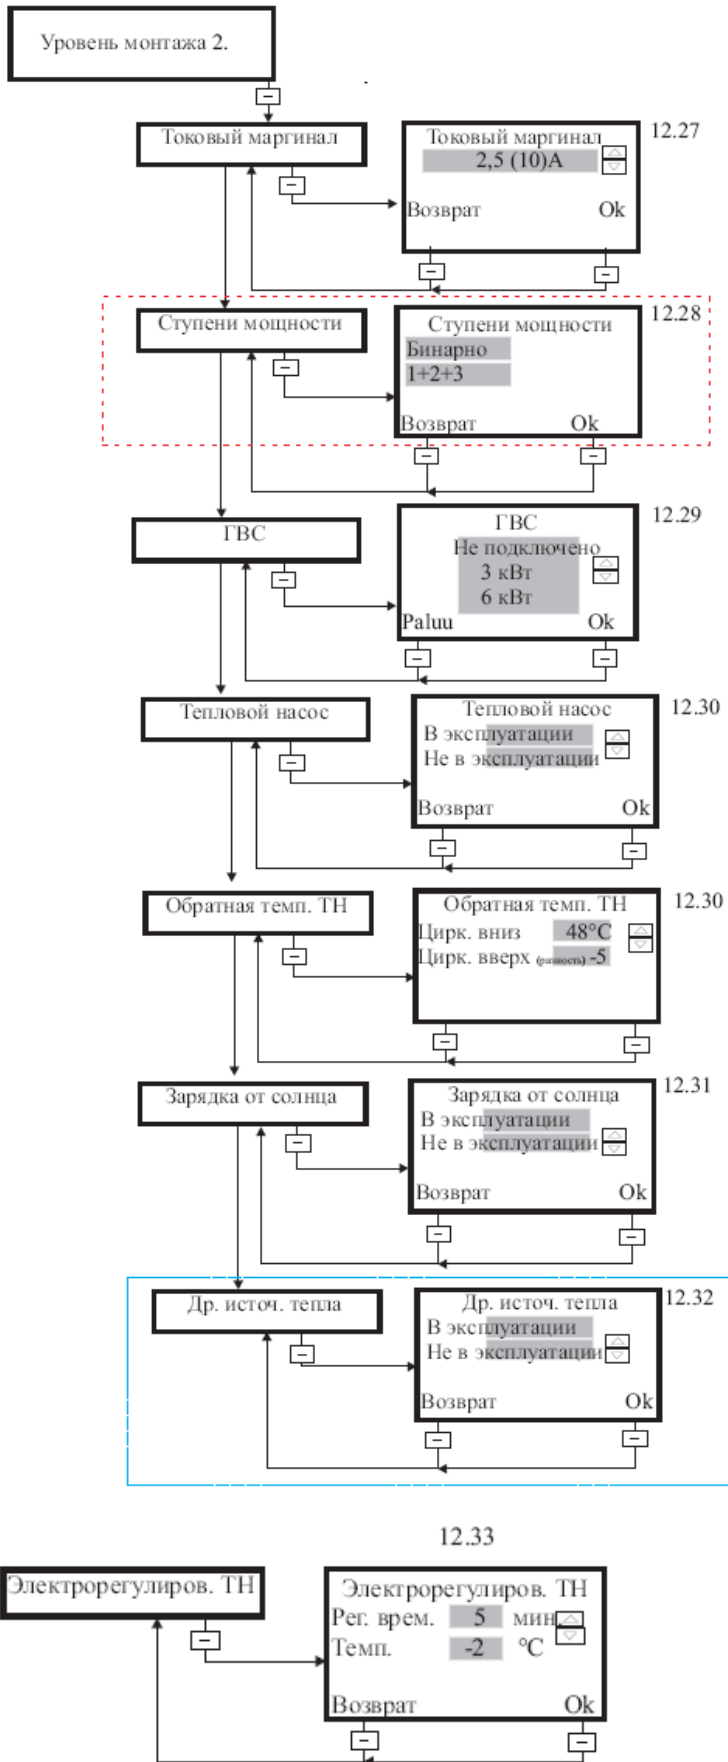 Уровень монтажа 2.
Токовый маргинал
Токовый маргинал
12.27
2,5 (10)А
Возврат Ok
Ступени мощности
Ступени мощности
12.28
Бинарно
1+2+3
Возврат Ok
ГВС
ГВС
12.29
Не подключено
3 кВт
6 кВт
Paluu Ok
Тепловой насос
Тепловой насос
12.30
В эксплуатации
Не в эксплуатации
Возврат Ok
Обратная темп. ТН
Обратная темп. ТН
12.30
Цирк. вниз 48°C
Цирк. вверх (разность) -5
Зарядка от солнца
Зарядка от солнца
12.31
В эксплуатации
Не в эксплуатации
Возврат Ok
Др. источ. тепла
Др. источ. тепла
12.32
В эксплуатации
Не в эксплуатации
Возврат Ok
12.33
Электрорегулиров. ТН
Электрорегулиров. ТН
Рег. врем. 5 мин.
Темп. -2 °C
Возврат Ok